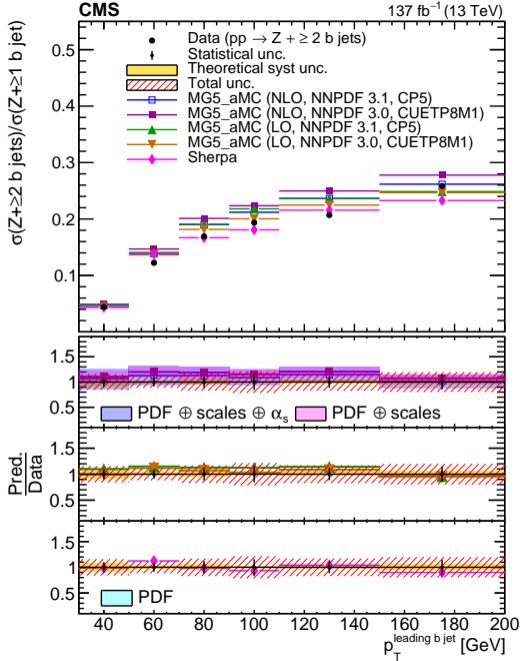 CMS 137 fb⁻¹ (13 TeV)
σ(Z+≥2 b jets)/σ(Z+≥1 b jet)
0.5
0.4
0.3
0.2
0.1
Data (pp → Z + ≥ 2 b jets)
Statistical unc.
Theoretical syst unc.
Total unc.
MG5_aMC (NLO, NNPDF 3.1, CP5)
MG5_aMC (NLO, NNPDF 3.0, CUETP8M1)
MG5_aMC (LO, NNPDF 3.1, CP5)
MG5_aMC (LO, NNPDF 3.0, CUETP8M1)
Sherpa
Pred.
Data
1.5
1
0.5
PDF ⊕ scales ⊕ αₛ PDF ⊕ scales
1.5
1
0.5
1.5
1
0.5
PDF
40 60 80 100 120 140 160 180 200
p_T^{leading b jet} [GeV]